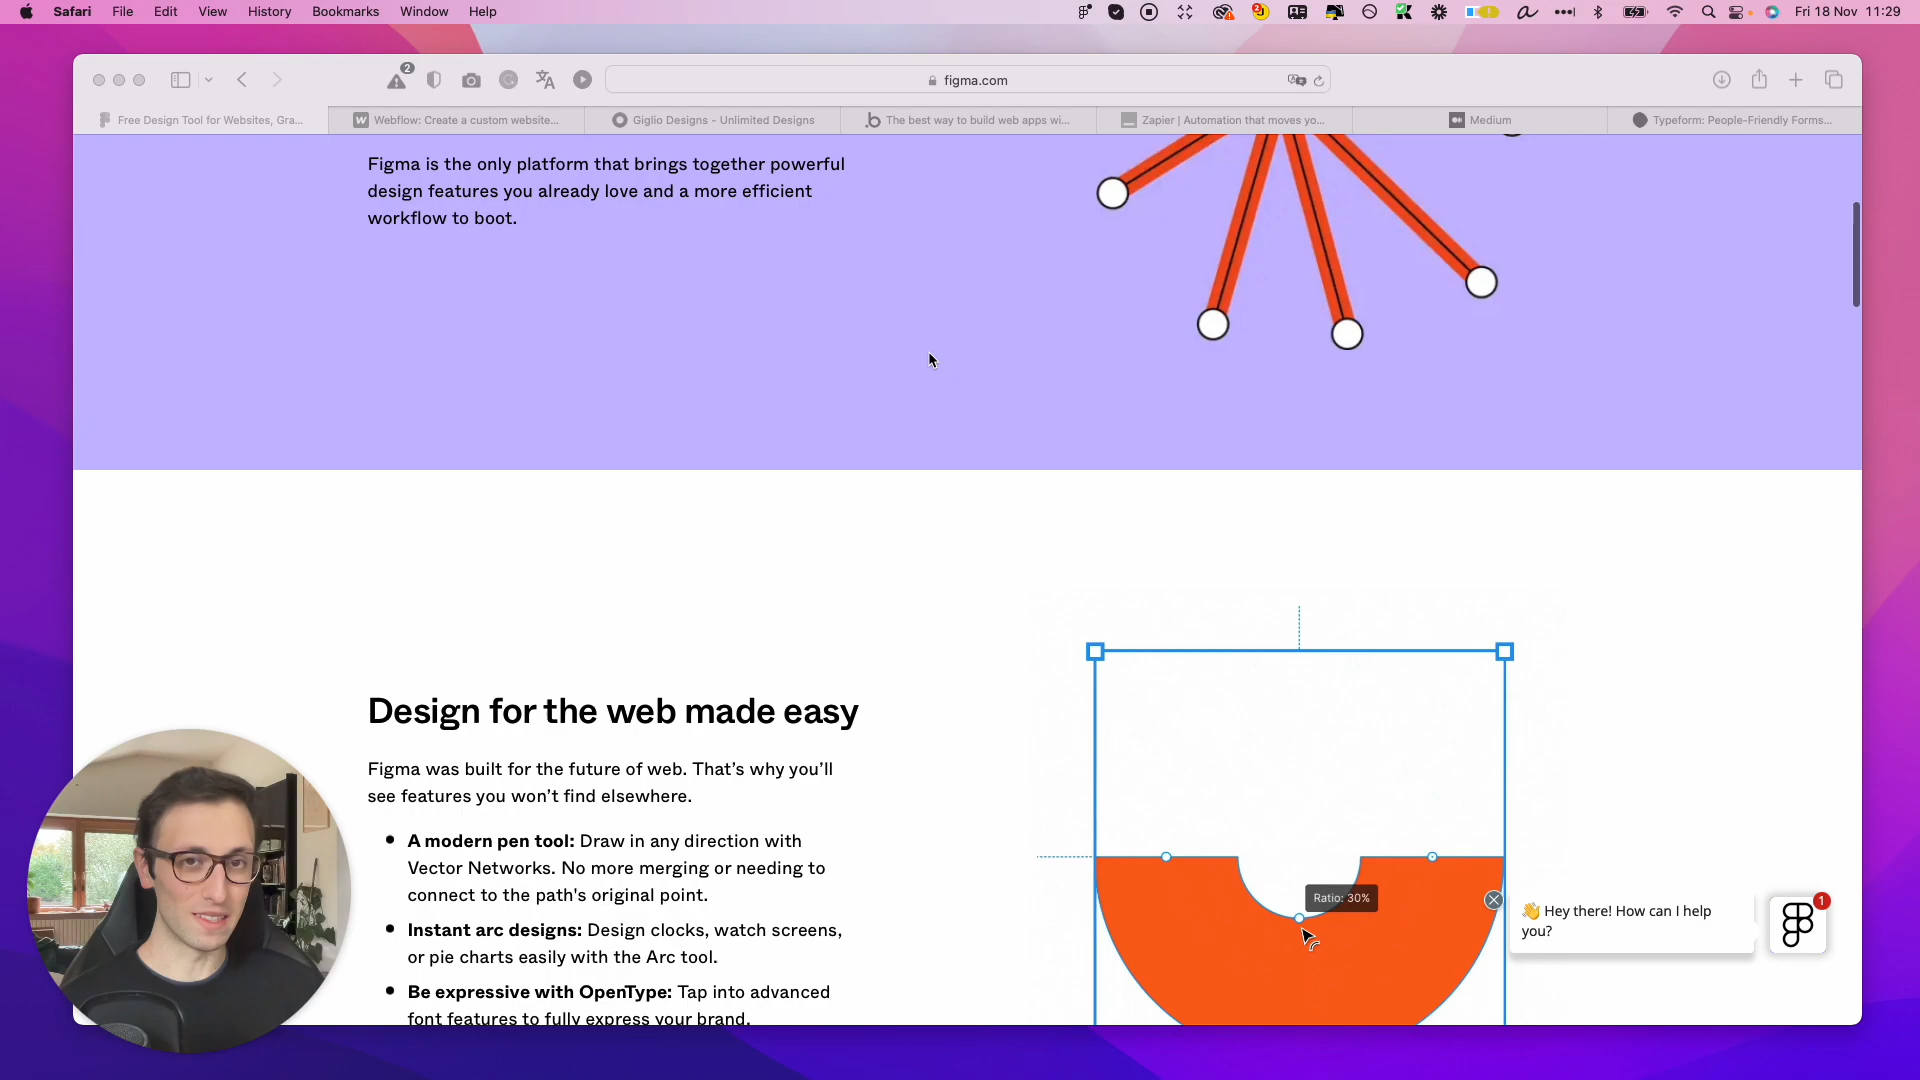 Safari File Edit View History Bookmarks Window Help
2
Fri 18 Nov 11:29
2
figma.com
Free Design Tool for Websites, Gra...
Webflow: Create a custom website...
Giglio Designs - Unlimited Designs
The best way to build web apps wi...
Zapier | Automation that moves yo...
Medium
Typeform: People-Friendly Forms...
Figma is the only platform that brings together powerful
design features you already love and a more efficient
workflow to boot.
Design for the web made easy
Figma was built for the future of web. That’s why you’ll
see features you won’t find elsewhere.
A modern pen tool: Draw in any direction with
Vector Networks. No more merging or needing to
connect to the path's original point.
Instant arc designs: Design clocks, watch screens,
or pie charts easily with the Arc tool.
Be expressive with OpenType: Tap into advanced
font features to fully express your brand.
Ratio: 30%
👋 Hey there! How can I help
you?
1